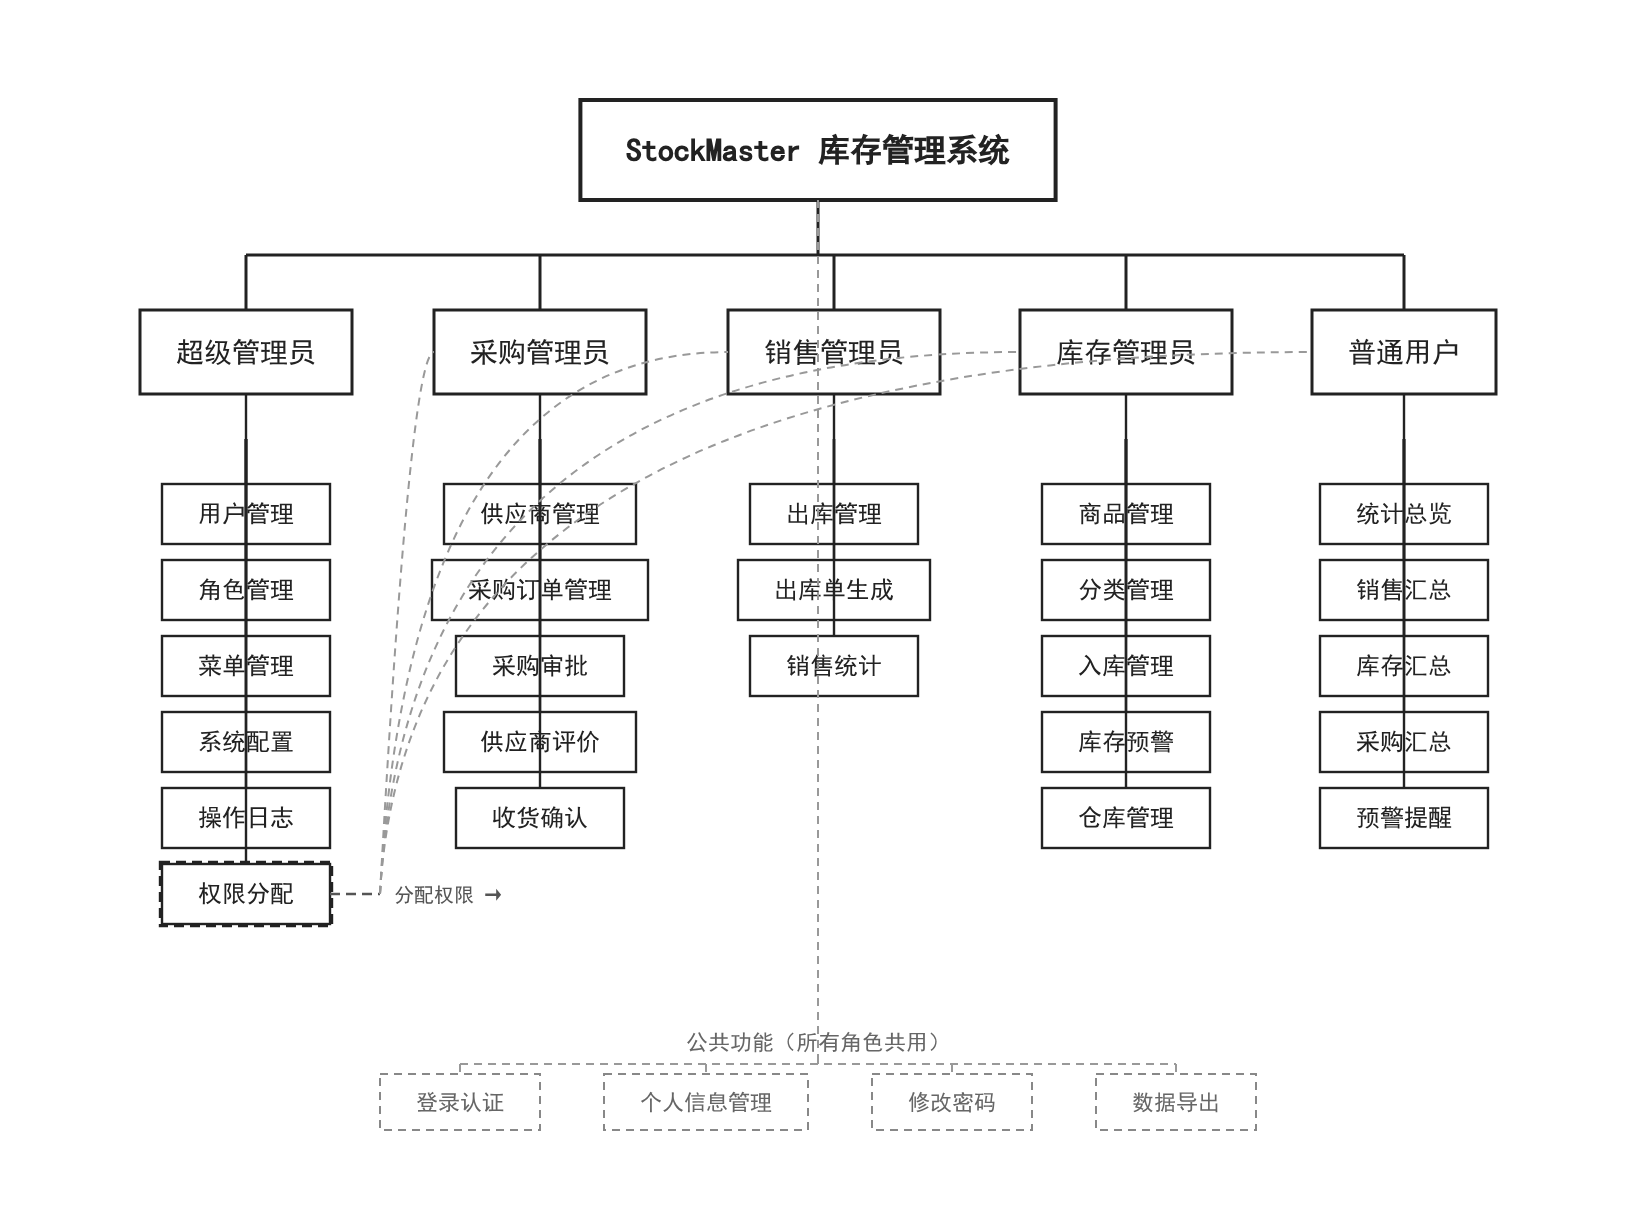 StockMaster 库存管理系统
超级管理员
采购管理员
销售管理员
库存管理员
普通用户
用户管理
供应商管理
出库管理
商品管理
统计总览
角色管理
采购订单管理
出库单生成
分类管理
销售汇总
菜单管理
采购审批
销售统计
入库管理
库存汇总
系统配置
供应商评价
库存预警
采购汇总
操作日志
收货确认
仓库管理
预警提醒
权限分配
分配权限 →
公共功能（所有角色共用）
登录认证
个人信息管理
修改密码
数据导出